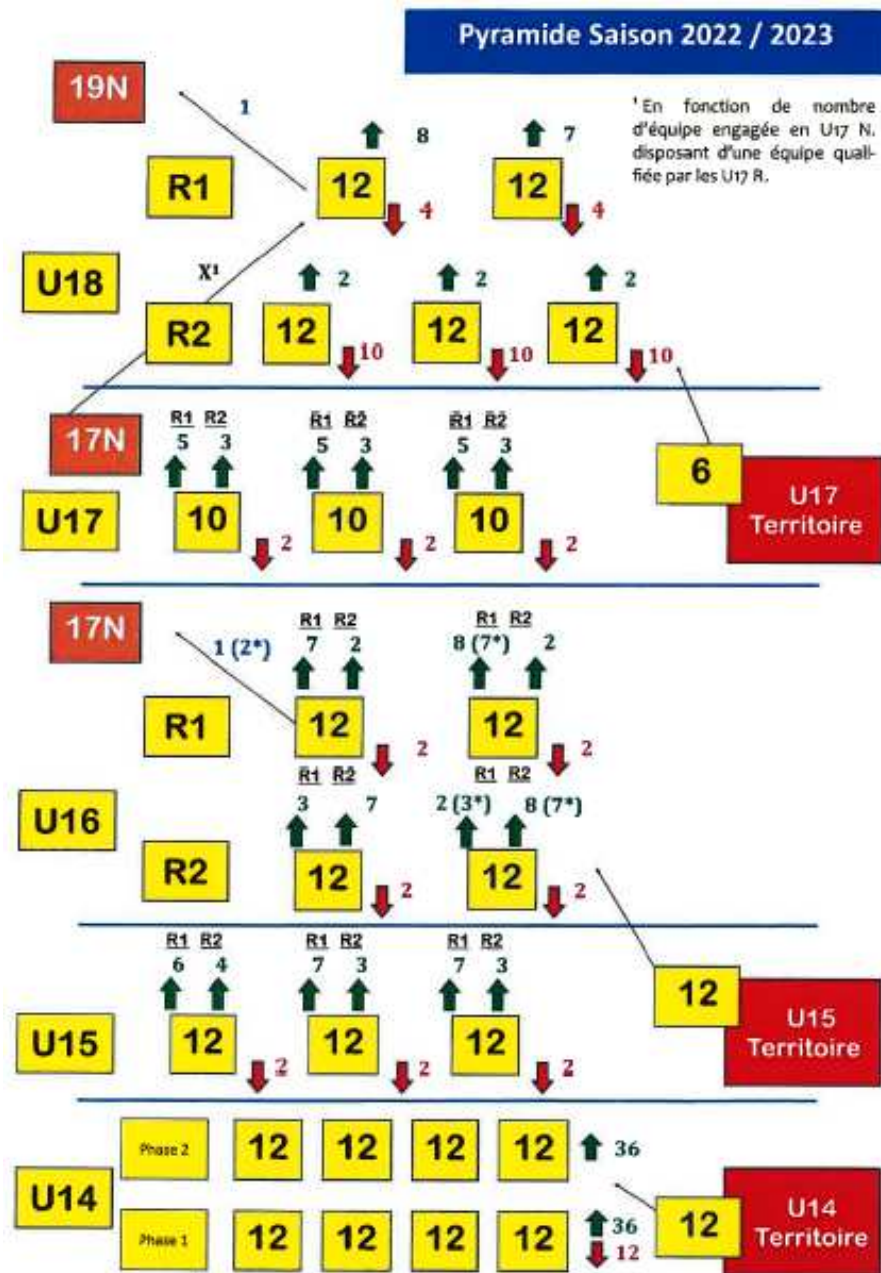 Pyramide Saison 2022 / 2023
19N
1
¹ En fonction de nombre
d'équipe engagée en U17 N.
disposant d'une équipe quali-
fiée par les U17 R.
8 7
R1 12 12
4 4
U18
X¹
2 2 2
R2 12 12 12
10 10 10
17N
R1 R2 R1 R2 R1 R2
5 3 5 3 5 3
6
U17 Territoire
U17 10 10 10
2 2 2
17N
1 (2*)
R1 R2 R1 R2
7 2 8 (7*) 2
R1 12 12
2 2
U16
R1 R2 R1 R2
3 7 2 (3*) 8 (7*)
R2 12 12
2 2
R1 R2 R1 R2 R1 R2
6 4 7 3 7 3
12
U15 Territoire
U15 12 12 12
2 2 2
U14
Phase 2 12 12 12 12 36
Phase 1 12 12 12 12 36
12
12
U14 Territoire